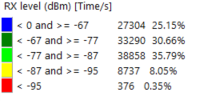 RX level (dBm) [Time/s]
< 0 and >= -67 27304 25.15%
< -67 and >= -77 33290 30.66%
< -77 and >= -87 38858 35.79%
< -87 and >= -95 8737 8.05%
< -95 376 0.35%